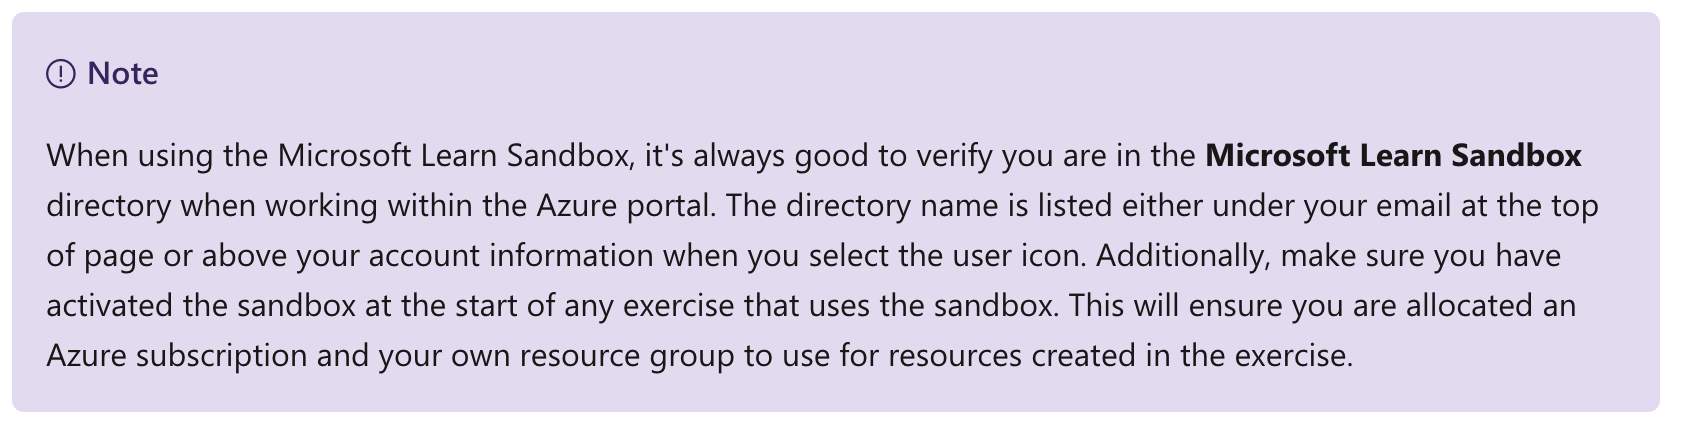 Note
When using the Microsoft Learn Sandbox, it's always good to verify you are in the Microsoft Learn Sandbox
directory when working within the Azure portal. The directory name is listed either under your email at the top
of page or above your account information when you select the user icon. Additionally, make sure you have
activated the sandbox at the start of any exercise that uses the sandbox. This will ensure you are allocated an
Azure subscription and your own resource group to use for resources created in the exercise.